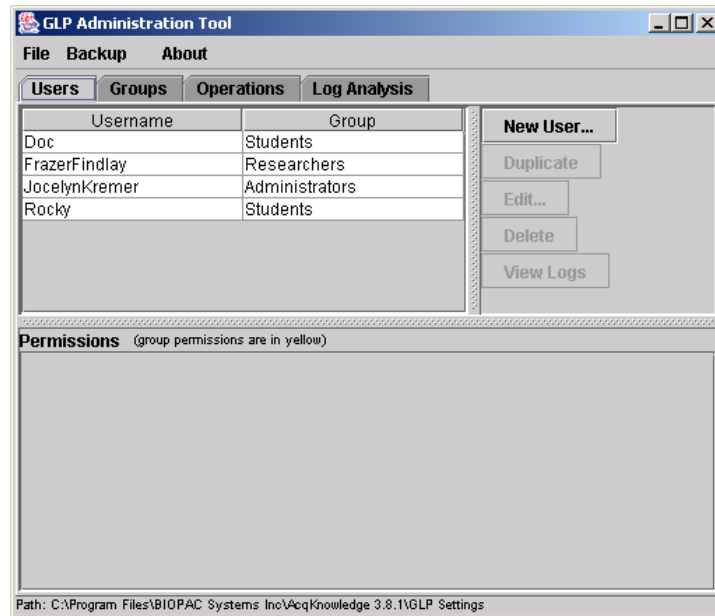 GLP Administration Tool
File Backup About
Users Groups Operations Log Analysis
Username Group
Doc Students
FrazerFindlay Researchers
JocelynKremer Administrators
Rocky Students
New User...
Duplicate
Edit...
Delete
View Logs
Permissions (group permissions are in yellow)
Path: C:\Program Files\BIOPAC Systems Inc\AcqKnowledge 3.8.1\GLP Settings